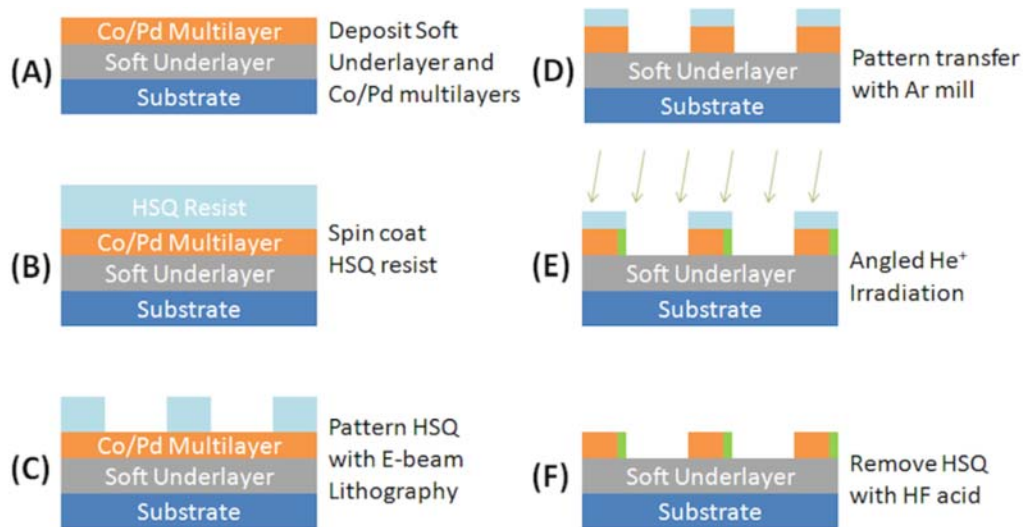 (A)
Co/Pd Multilayer
Soft Underlayer
Substrate
Deposit Soft
Underlayer and
Co/Pd multilayers
(B)
HSQ Resist
Co/Pd Multilayer
Soft Underlayer
Substrate
Spin coat
HSQ resist
(C)
Co/Pd Multilayer
Soft Underlayer
Substrate
Pattern HSQ
with E-beam
Lithography
(D)
Soft Underlayer
Substrate
Pattern transfer
with Ar mill
(E)
Soft Underlayer
Substrate
Angled He⁺
Irradiation
(F)
Soft Underlayer
Substrate
Remove HSQ
with HF acid